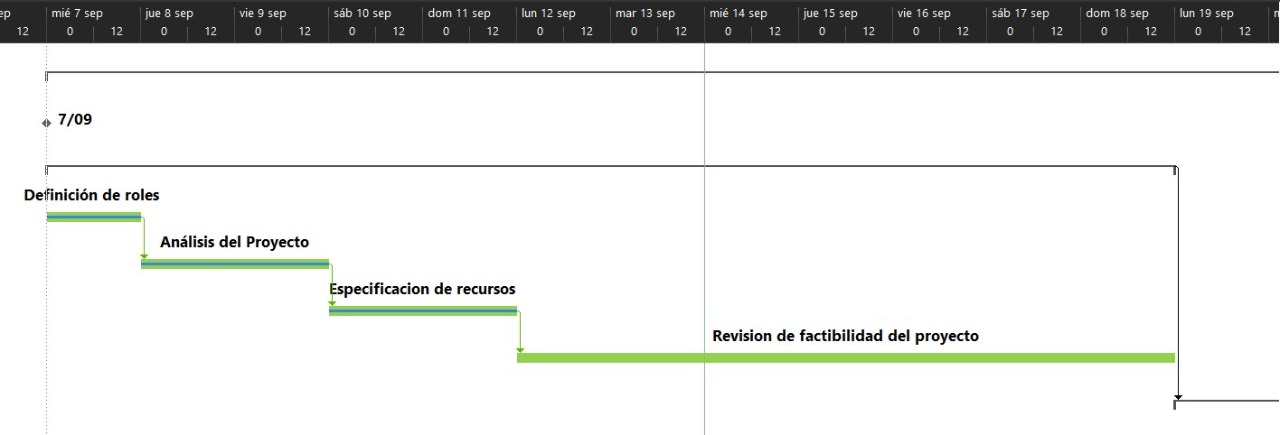 ep mié 7 sep jue 8 sep vie 9 sep sáb 10 sep dom 11 sep lun 12 sep mar 13 sep mié 14 sep jue 15 sep vie 16 sep sáb 17 sep dom 18 sep lun 19 sep
12 0 12 0 12 0 12 0 12 0 12 0 12 0 12 0 12 0 12 0 12 0 12 0 12 0 12
7/09
Definición de roles
Análisis del Proyecto
Especificacion de recursos
Revision de factibilidad del proyecto